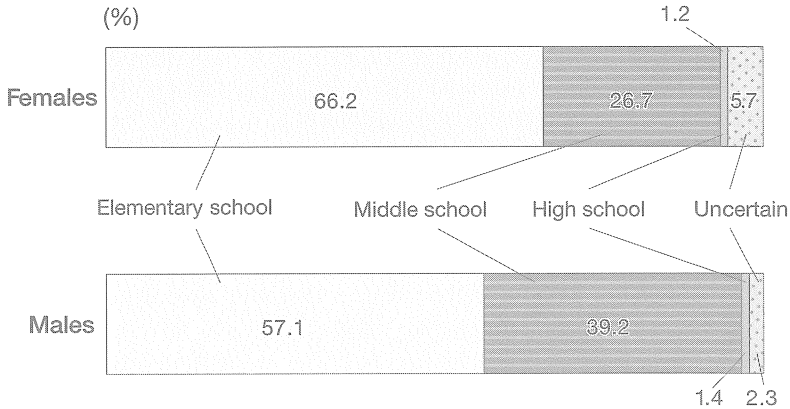 (%)
1.2
Females 66.2 26.7 5.7
Elementary school Middle school High school Uncertain
Males 57.1 39.2
1.4 2.3